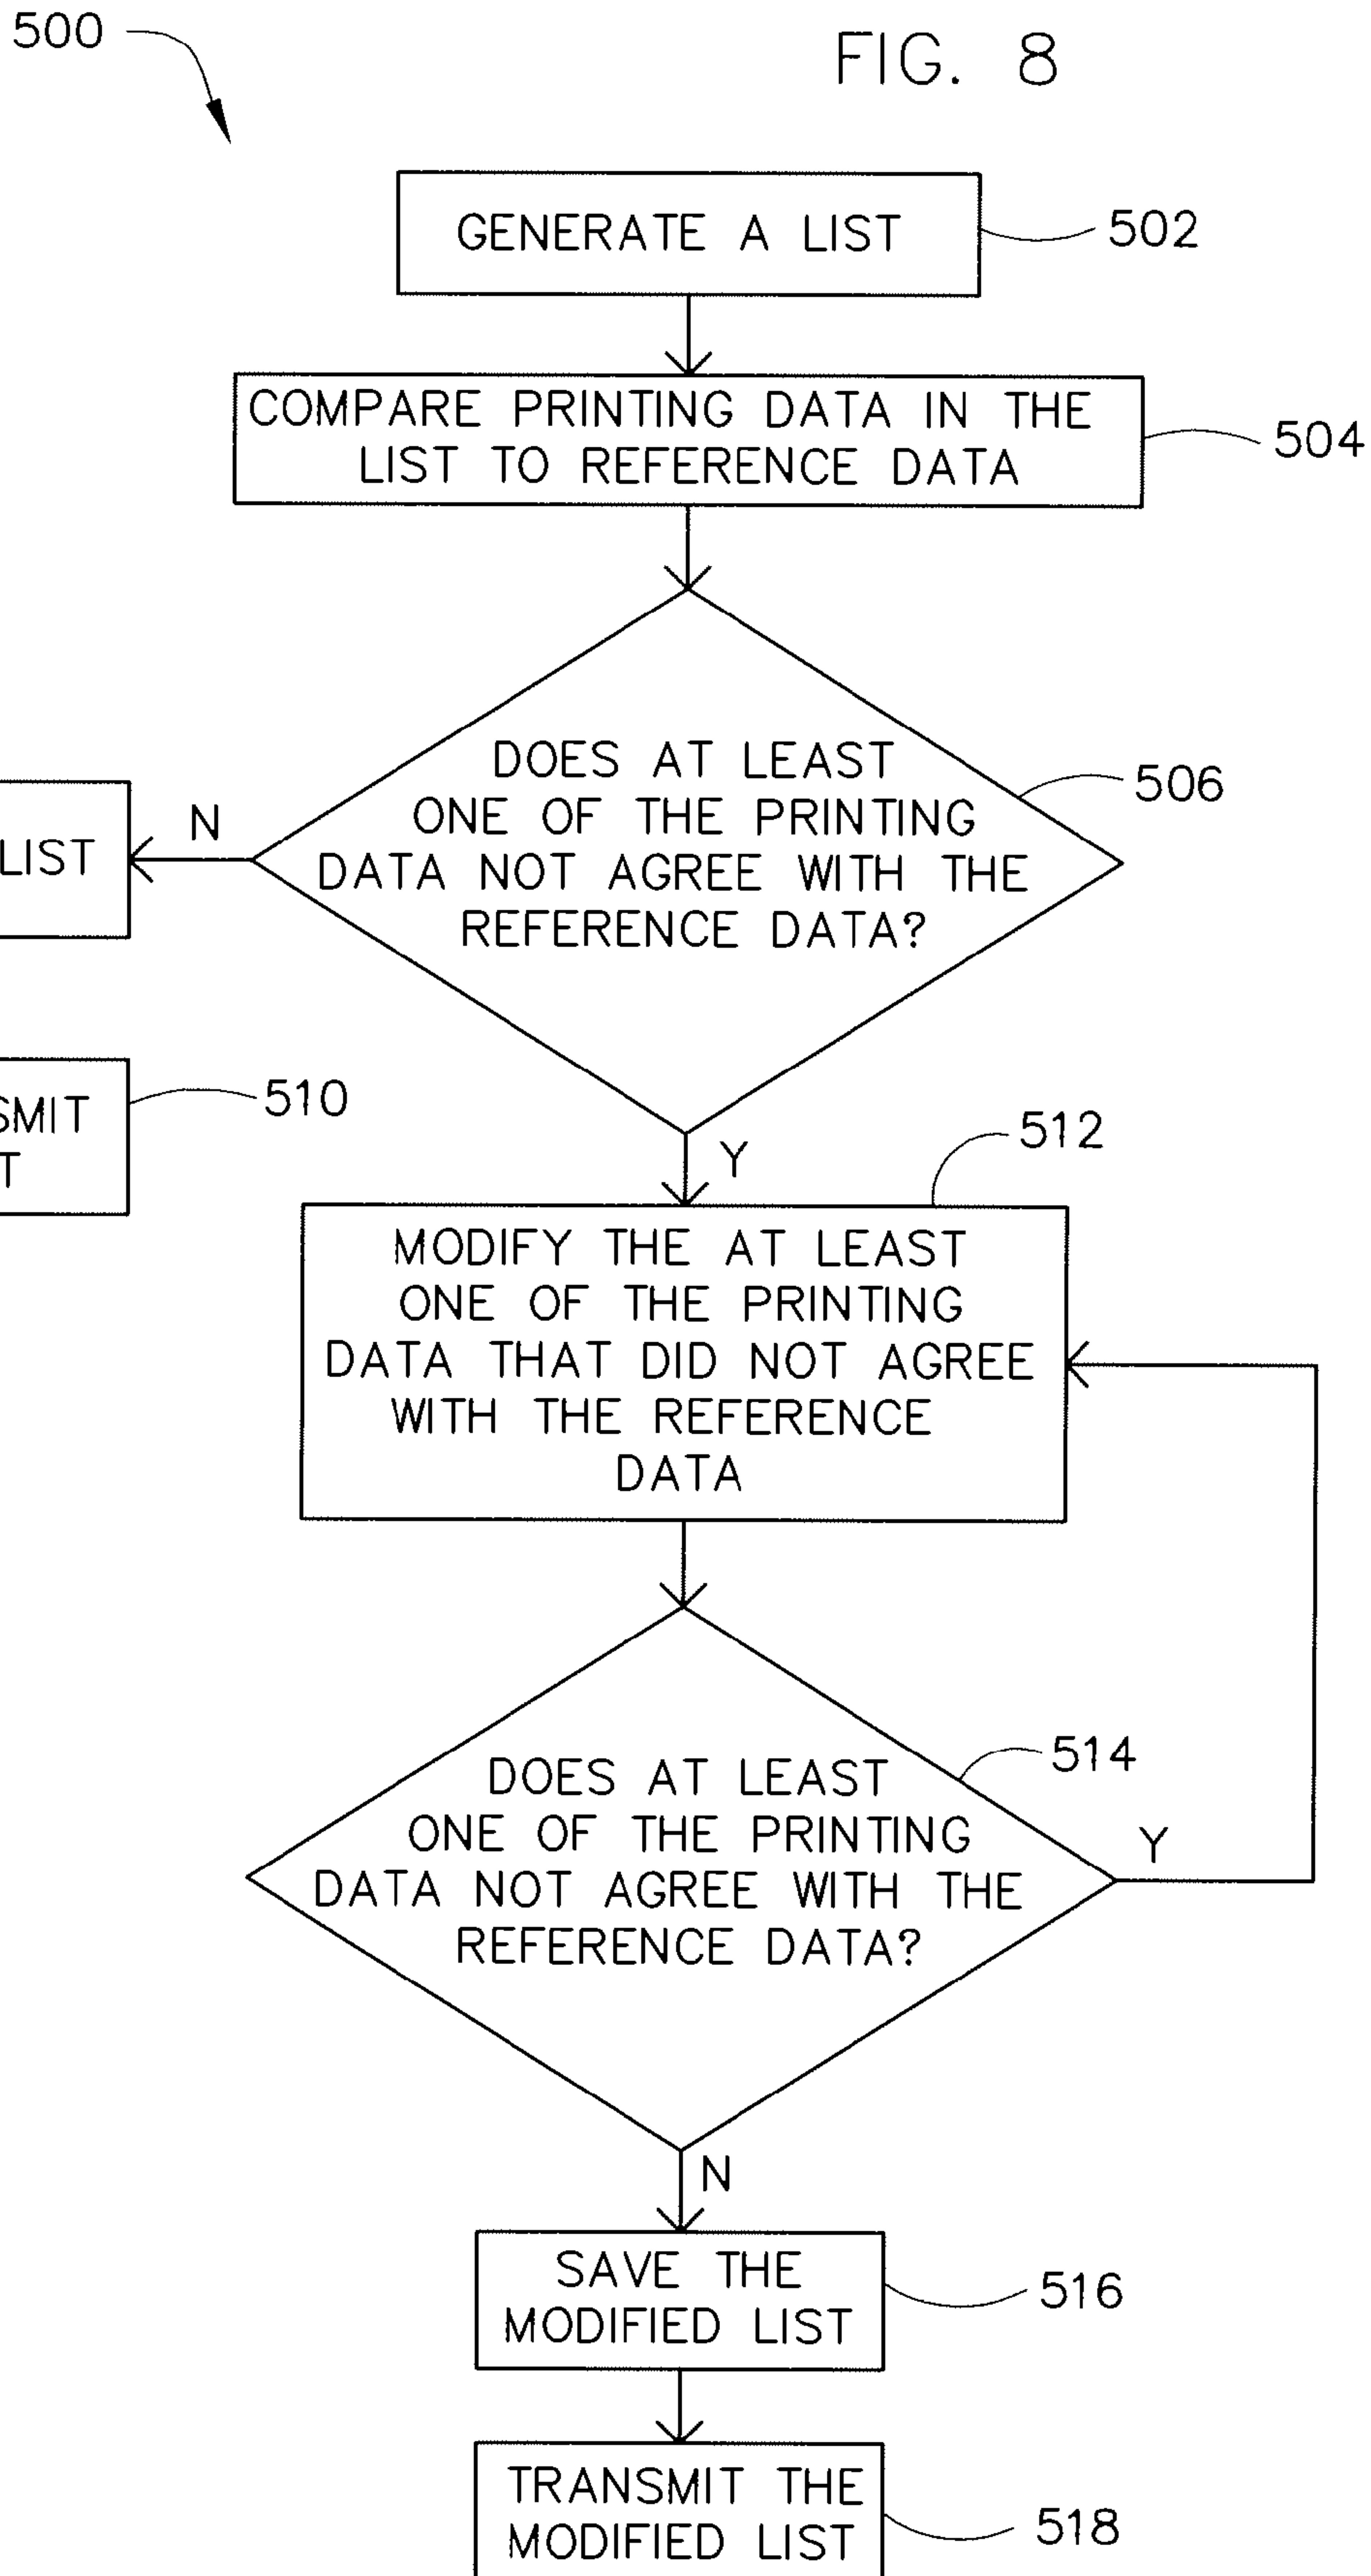 500
FIG. 8
GENERATE A LIST
502
COMPARE PRINTING DATA IN THE
LIST TO REFERENCE DATA
504
DOES AT LEAST
ONE OF THE PRINTING
DATA NOT AGREE WITH THE
REFERENCE DATA?
506
N
LIST
510
Y
512
MODIFY THE AT LEAST
ONE OF THE PRINTING
DATA THAT DID NOT AGREE
WITH THE REFERENCE
DATA
DOES AT LEAST
ONE OF THE PRINTING
DATA NOT AGREE WITH THE
REFERENCE DATA?
514
Y
N
SAVE THE
MODIFIED LIST
516
TRANSMIT THE
MODIFIED LIST
518